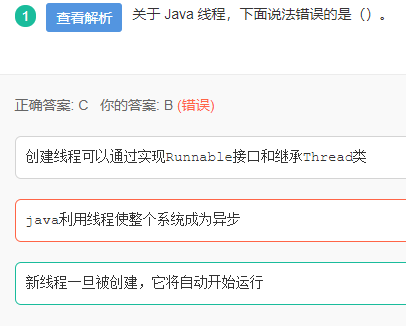 1 查看解析 关于 Java 线程，下面说法错误的是（）。
正确答案: C 你的答案: B (错误)
创建线程可以通过实现Runnable接口和继承Thread类
java利用线程使整个系统成为异步
新线程一旦被创建，它将自动开始运行